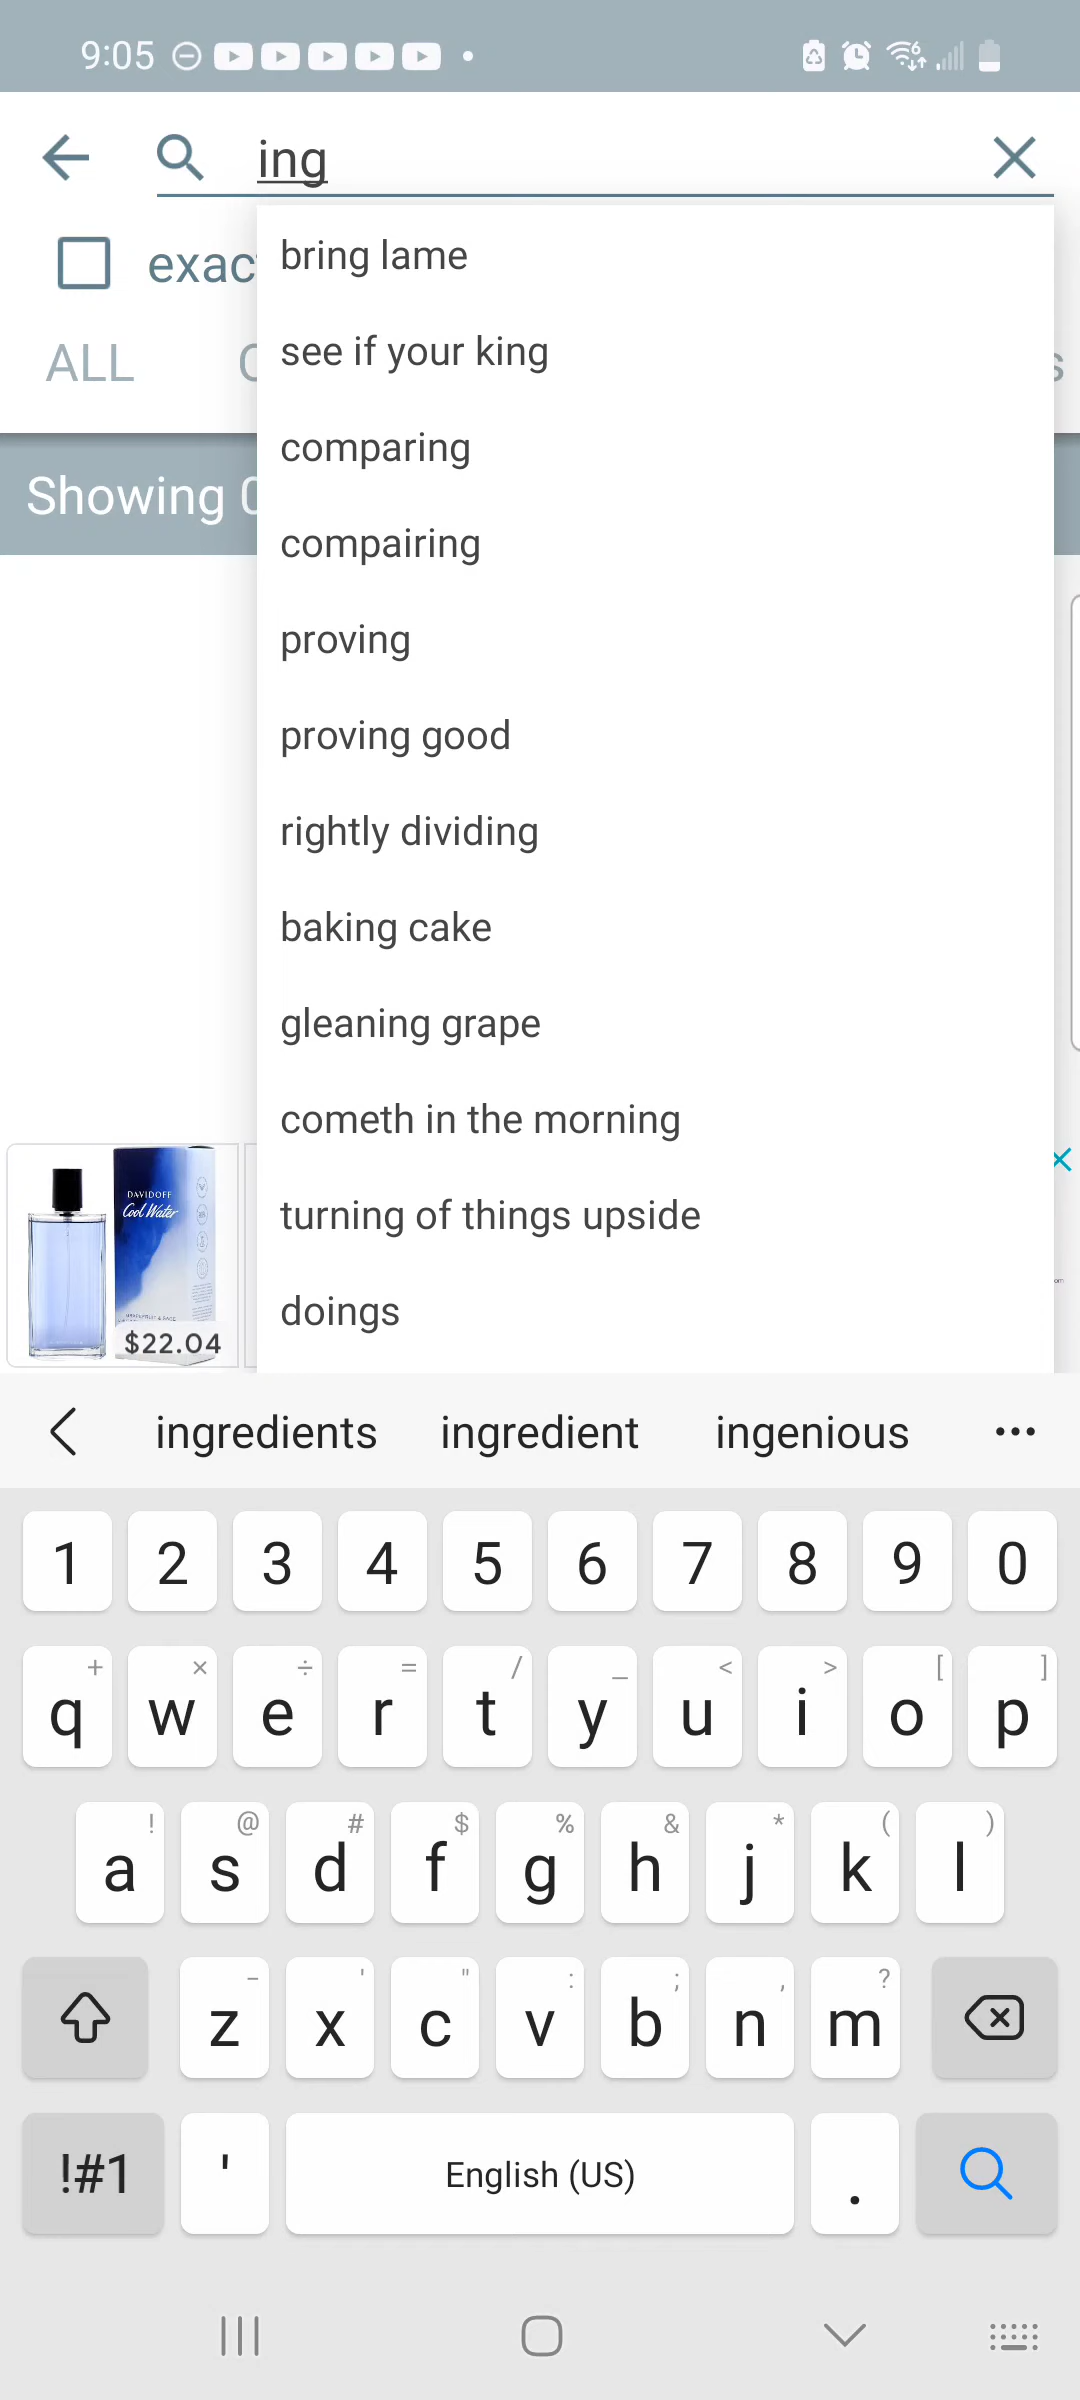 9:05
ing
exac
bring lame
see if your king
ALL
comparing
Showing 0
compairing
proving
proving good
rightly dividing
baking cake
gleaning grape
cometh in the morning
turning of things upside
doings
DAVIDOFF
Cool Water
$22.04
ingredients ingredient ingenious ...
1 2 3 4 5 6 7 8 9 0
+ × ÷ = / _ < > [ ]
q w e r t y u i o p
! @ # $ % & * ( )
a s d f g h j k l
- ' " : ; , ?
z x c v b n m
!#1 ' English (US) .